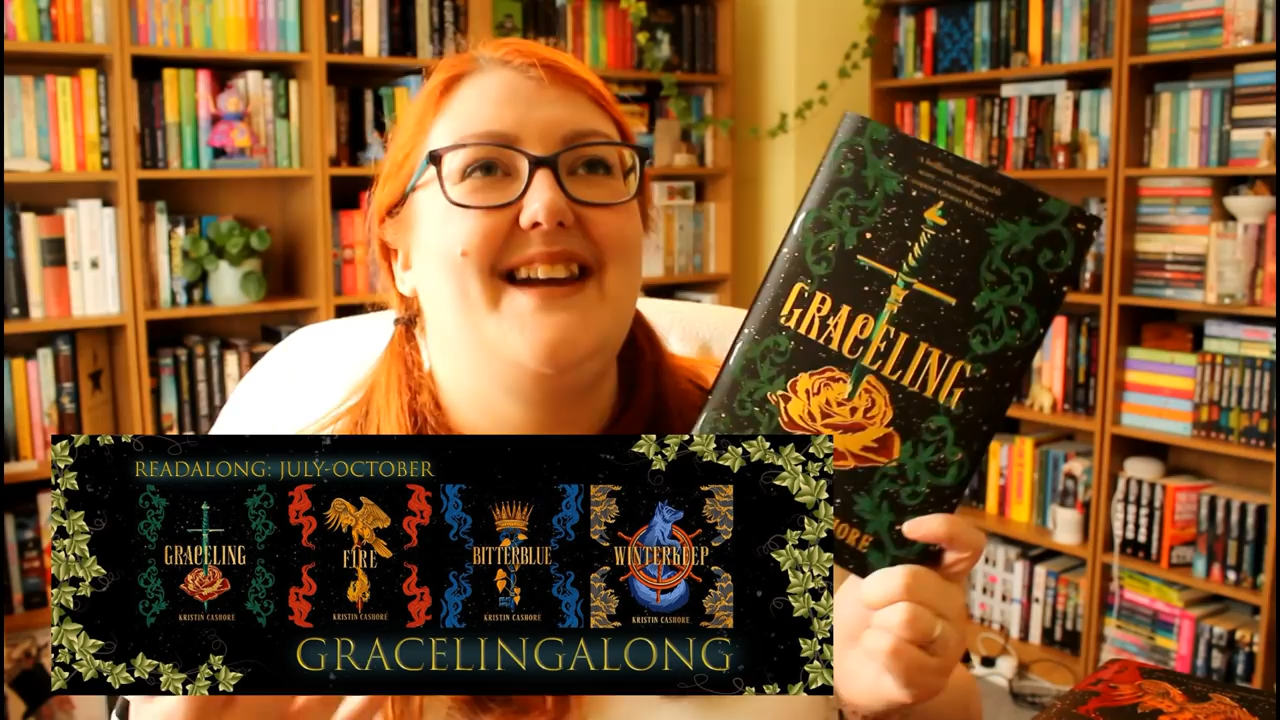 GRACELING
READALONG: JULY-OCTOBER
GRACELING
KRISTIN CASHORE
FIRE
KRISTIN CASHORE
BITTERBLUE
KRISTIN CASHORE
WINTERKEEP
KRISTIN CASHORE
GRACELINGALONG